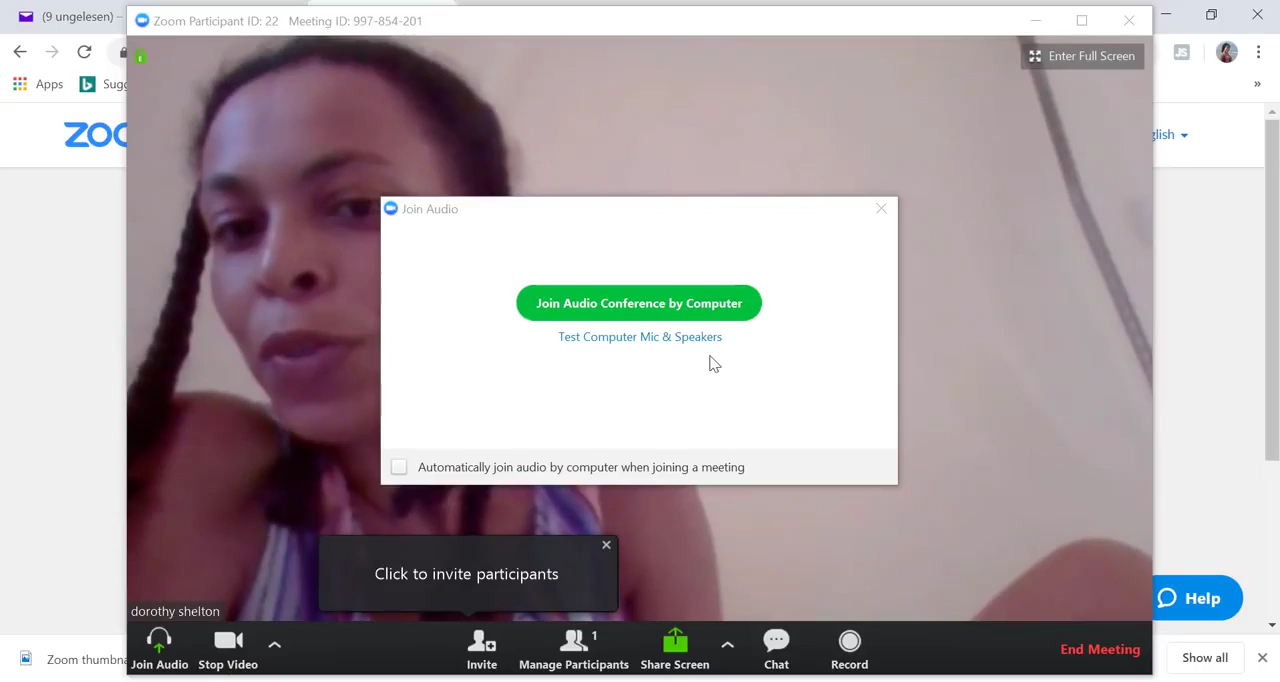 (9 ungelesen) –
Zoom Participant ID: 22 Meeting ID: 997-854-201
Enter Full Screen
JS
Apps
Sugg
zoo
glish
Join Audio
Join Audio Conference by Computer
Test Computer Mic & Speakers
Automatically join audio by computer when joining a meeting
Click to invite participants
dorothy shelton
Help
1
Join Audio Stop Video Invite Manage Participants Share Screen Chat Record
End Meeting
Zoom thumbna
Show all